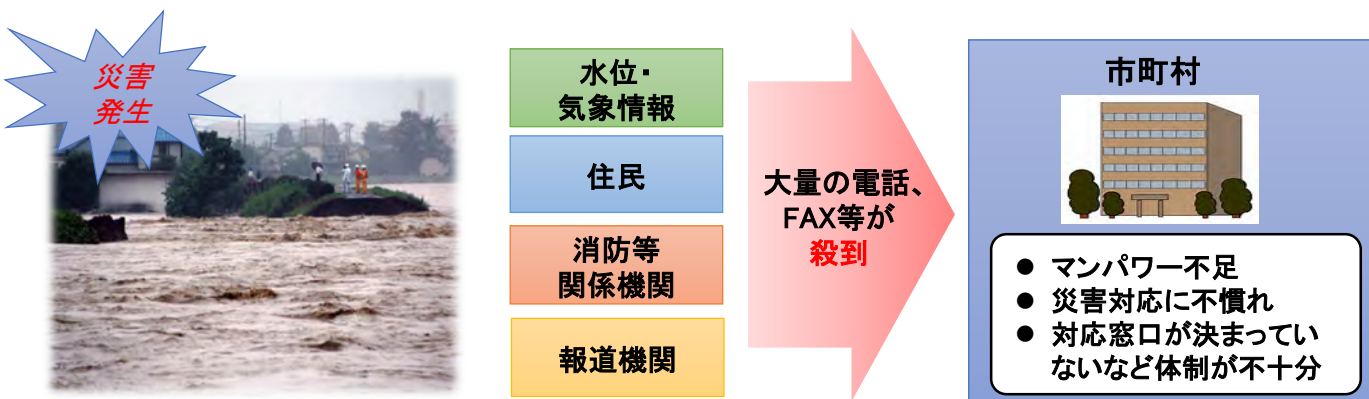 災害
発生
水位・
気象情報
住民
消防等
関係機関
報道機関
大量の電話、
FAX等が
殺到
市町村
● マンパワー不足
● 災害対応に不慣れ
● 対応窓口が決まってい
ないなど体制が不十分